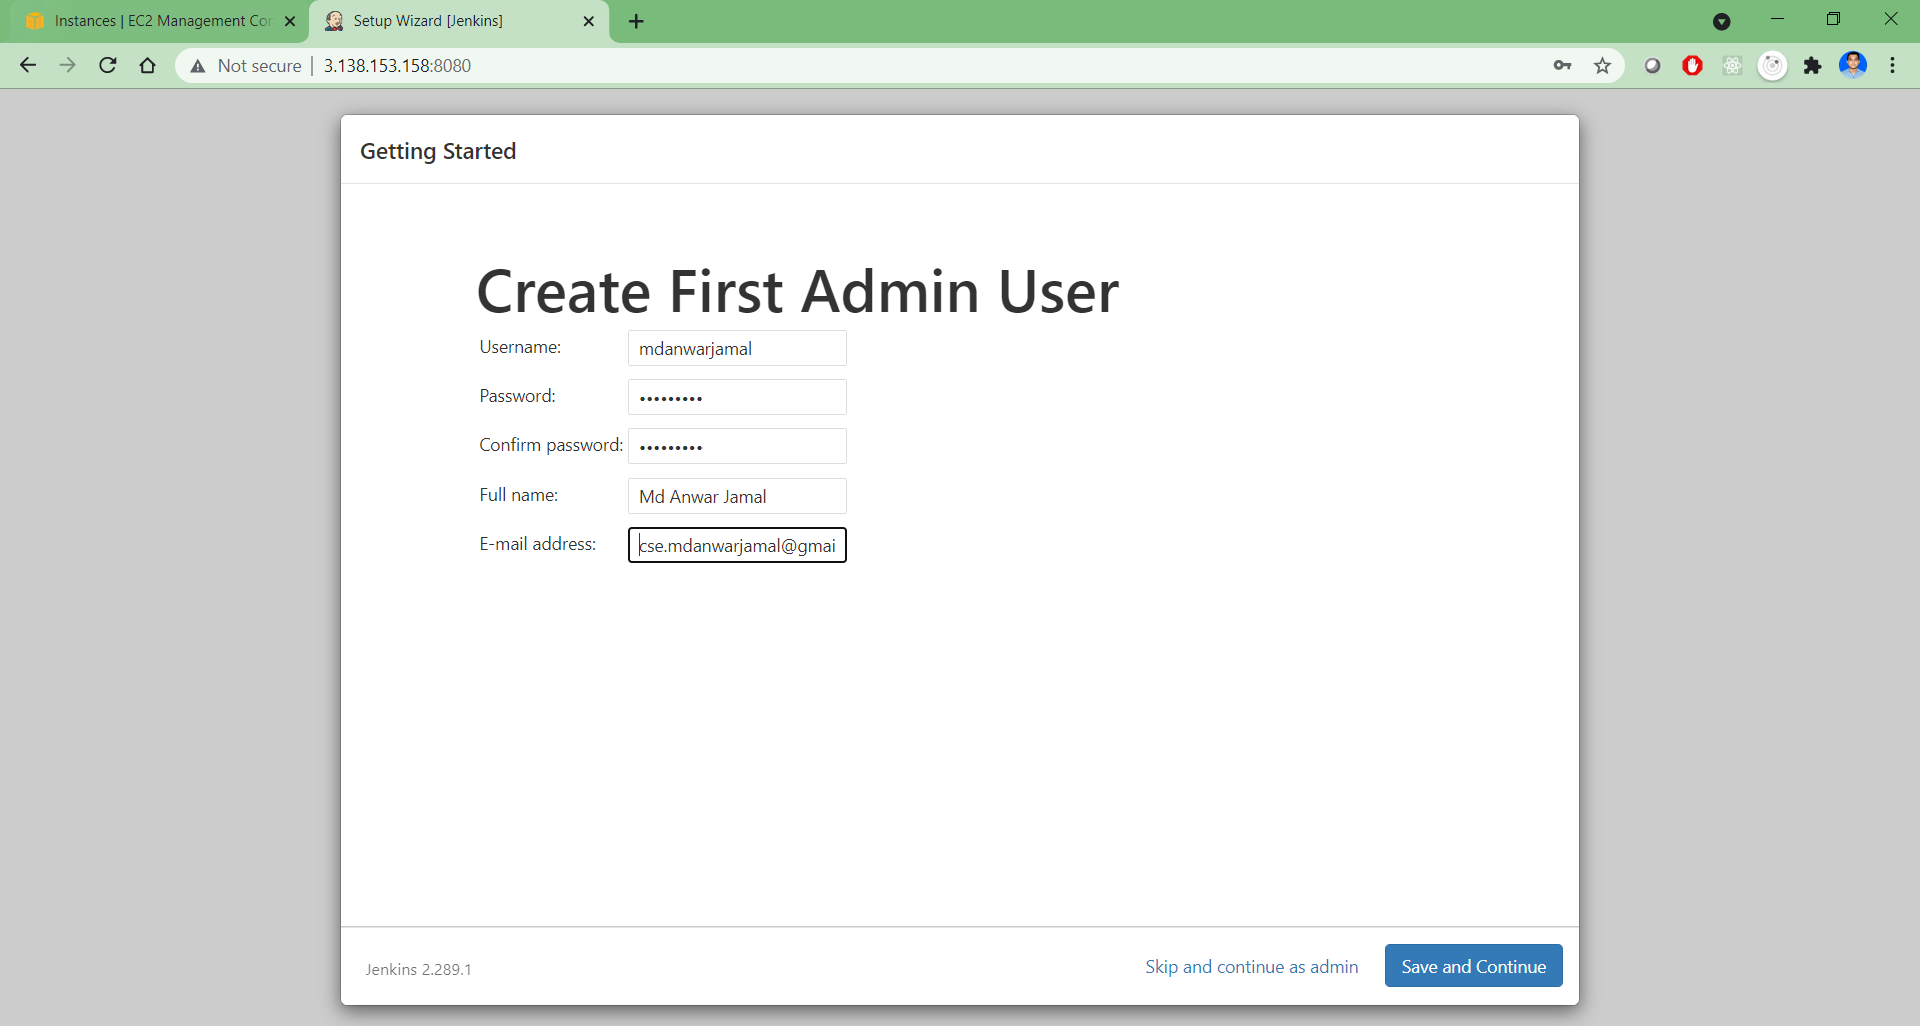 Instances | EC2 Management Con
Setup Wizard [Jenkins]
Not secure | 3.138.153.158:8080
Getting Started
Create First Admin User
Username: mdanwarjamal
Password: •••••••••
Confirm password: •••••••••
Full name: Md Anwar Jamal
E-mail address: cse.mdanwarjamal@gmai
Jenkins 2.289.1
Skip and continue as admin
Save and Continue